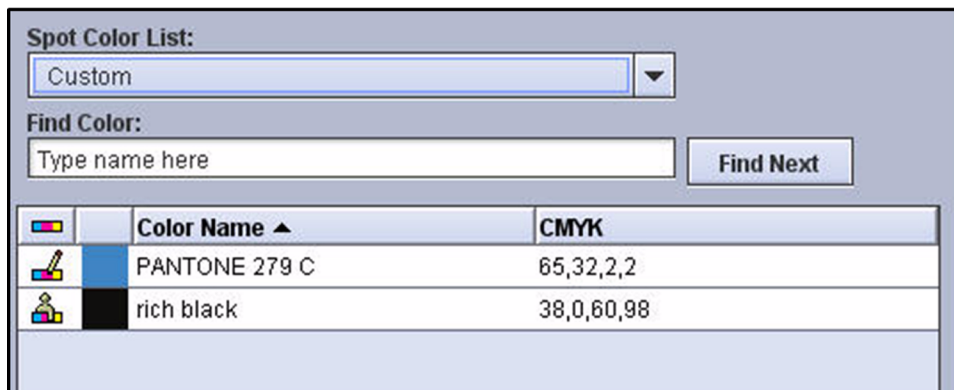 Spot Color List:
Custom
Find Color:
Type name here
Find Next
Color Name CMYK
PANTONE 279 C 65,32,2,2
rich black 38,0,60,98